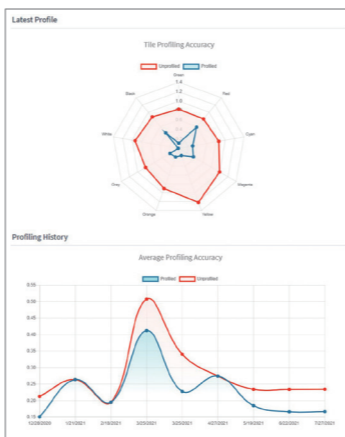 Latest Profile
Tile Profiling Accuracy
Unprofiled Profiled
Green
Black Red
White Cyan
Grey Magenta
Orange Yellow
1.4
1.2
1.0
Profiling History
Average Profiling Accuracy
Profiled Unprofiled
0.55
0.50
0.45
0.40
0.35
0.30
0.25
0.20
0.15
12/28/2020 1/21/2021 2/18/2021 3/23/2021 3/25/2021 4/27/2021 5/19/2021 6/22/2021 7/27/2021